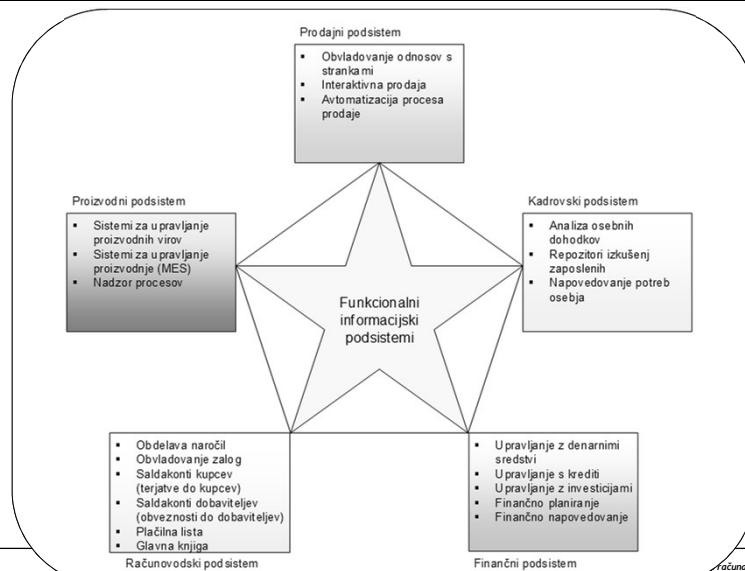 Prodajni podsistem
▪ Obvladovanje odnosov s
strankami
▪ Interaktivna prodaja
▪ Avtomatizacija procesa
prodaje
Proizvodni podsistem
▪ Sistemi za upravljanje
proizvodnih virov
▪ Sistemi za upravljanje
proizvodnje (MES)
▪ Nadzor procesov
Kadrovski podsistem
▪ Analiza osebnih
dohodkov
▪ Repozitori izkušenj
zaposlenih
▪ Napovedovanje potreb
osebja
Funkcionalni
informacijski
podsistemi
▪ Obdelava naročil
▪ Obvladovanje zalog
▪ Saldakonti kupcev
(terjatve do kupcev)
▪ Saldakonti dobaviteljev
(obveznosti do dobaviteljev)
▪ Plačilna lista
▪ Glavna knjiga
Računovodski podsistem
▪ Upravljanje z denarnimi
sredstvi
▪ Upravljanje s krediti
▪ Upravljanje z investicijami
▪ Finančno planiranje
▪ Finančno napovedovanje
Finančni podsistem